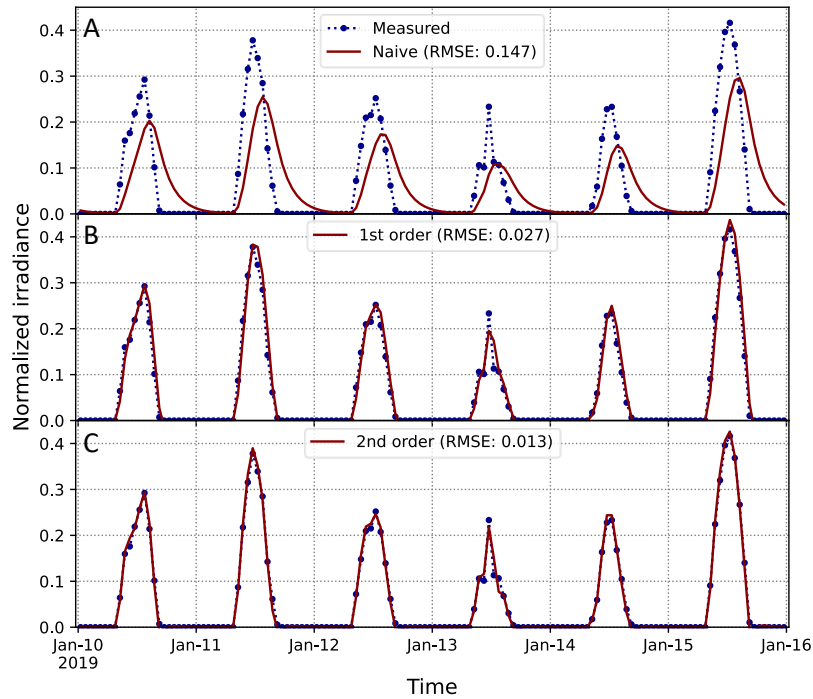 A
Measured
Naive (RMSE: 0.147)
0.4
0.3
0.2
0.1
0.0
B
1st order (RMSE: 0.027)
0.4
0.3
0.2
0.1
0.0
Normalized irradiance
C
2nd order (RMSE: 0.013)
0.4
0.3
0.2
0.1
0.0
Jan-10 Jan-11 Jan-12 Jan-13 Jan-14 Jan-15 Jan-16
2019
Time